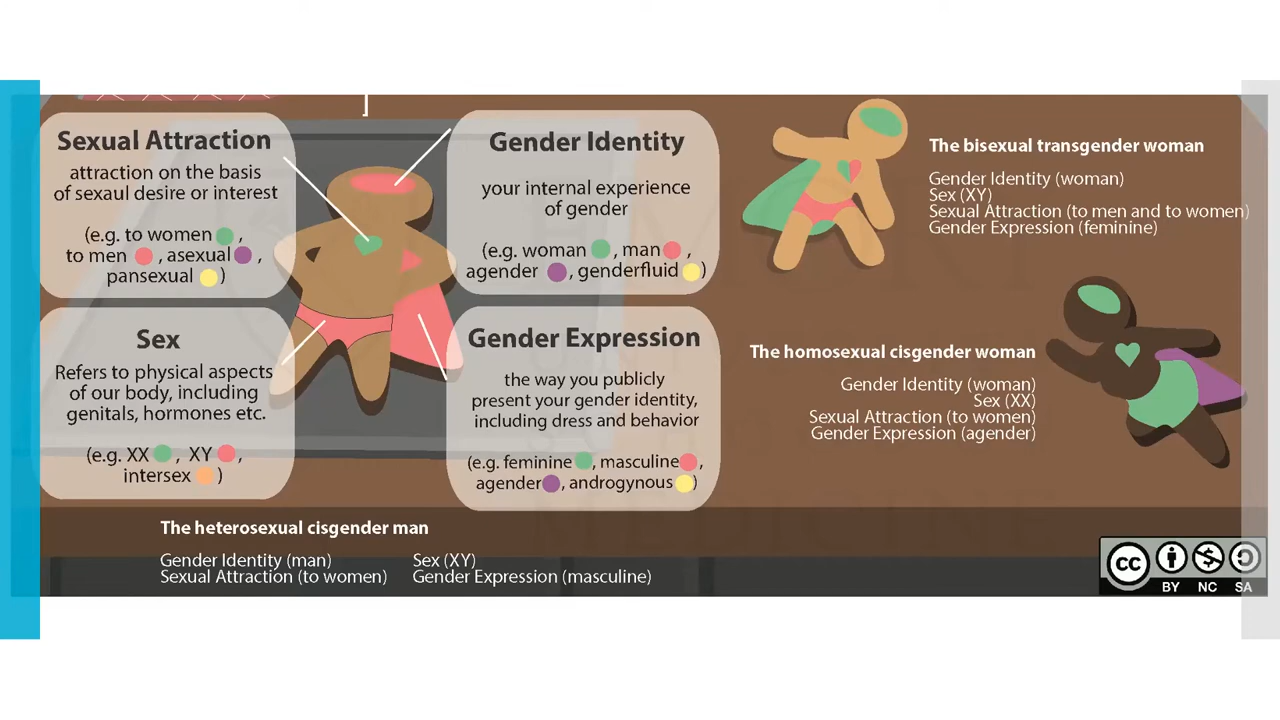 Sexual Attraction
attraction on the basis
of sexaul desire or interest
(e.g. to women ,
to men , asexual ,
pansexual )
Gender Identity
your internal experience
of gender
(e.g. woman , man ,
agender , genderfluid )
Sex
Refers to physical aspects
of our body, including
genitals, hormones etc.
(e.g. XX , XY ,
intersex )
Gender Expression
the way you publicly
present your gender identity,
including dress and behavior
(e.g. feminine , masculine ,
agender , androgynous )
The bisexual transgender woman
Gender Identity (woman)
Sex (XY)
Sexual Attraction (to men and to women)
Gender Expression (feminine)
The homosexual cisgender woman
Gender Identity (woman)
Sex (XX)
Sexual Attraction (to women)
Gender Expression (agender)
The heterosexual cisgender man
Gender Identity (man)
Sexual Attraction (to women)
Sex (XY)
Gender Expression (masculine)
cc
BY NC SA